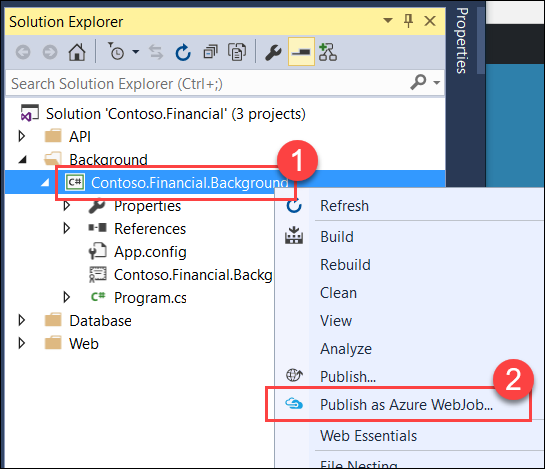 Solution Explorer
Properties
Search Solution Explorer (Ctrl+;)
Solution 'Contoso.Financial' (3 projects)
API
Background
1
C# Contoso.Financial.Background
Properties
References
App.config
Contoso.Financial.Backg
C# Program.cs
Database
Web
Refresh
Build
Rebuild
Clean
View
Analyze
Publish...
2
Publish as Azure WebJob...
Web Essentials
File Nesting